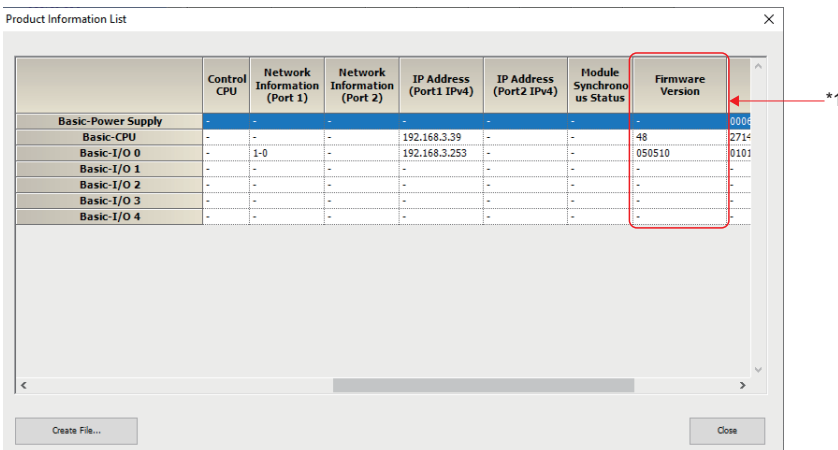 Product Information List
Control CPU Network Information (Port 1) Network Information (Port 2) IP Address (Port1 IPv4) IP Address (Port2 IPv4) Module Synchrono us Status Firmware Version
*1
Basic-Power Supply - - - - - - - 0006
Basic-CPU - - - 192.168.3.39 - - 48 2714
Basic-I/O 0 - 1-0 - 192.168.3.253 - - 050510 0101
Basic-I/O 1 - - - - - - - -
Basic-I/O 2 - - - - - - - -
Basic-I/O 3 - - - - - - - -
Basic-I/O 4 - - - - - - - -
Create File... Close